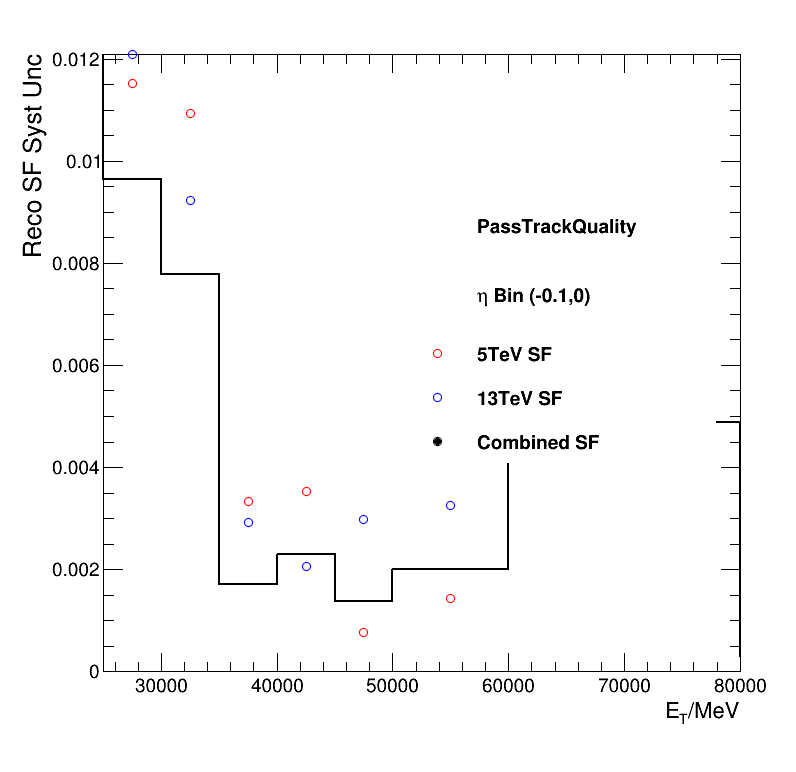 Reco SF Syst Unc
0.012
0.01
0.008
0.006
0.004
0.002
0
PassTrackQuality
η Bin (-0.1,0)
5TeV SF
13TeV SF
Combined SF
30000 40000 50000 60000 70000 80000
E_T/MeV